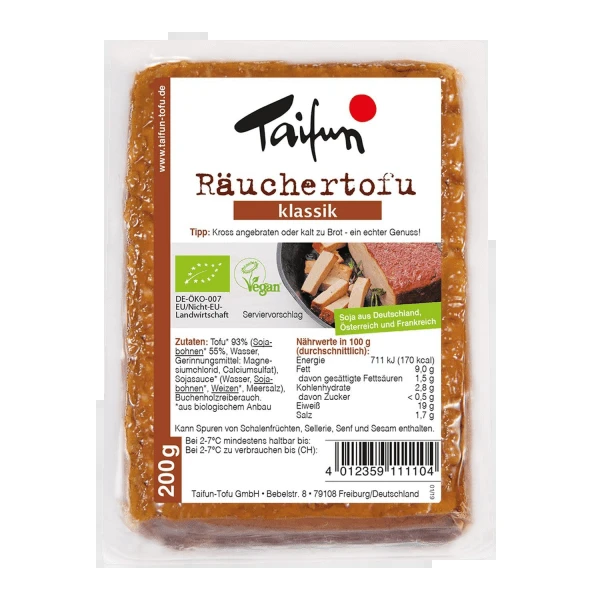 www.taifun-tofu.de
Taifun
Räuchertofu
klassik
Tipp: Kross angebraten oder kalt zu Brot - ein echter Genuss!
DE-ÖKO-007
EU/Nicht-EU-
Landwirtschaft
Vegan
Serviervorschlag
Soja aus Deutschland,
Österreich und Frankreich
Zutaten: Tofu* 93% (Soja-
bohnen* 55%, Wasser,
Gerinnungsmittel: Magne-
siumchlorid, Calciumsulfat),
Sojasauce* (Wasser, Soja-
bohnen*, Weizen*, Meersalz),
Buchenholzreiberauch.
*aus biologischem Anbau
Nährwerte in 100 g
(durchschnittlich):
Energie 711 kJ (170 kcal)
Fett 9,0 g
davon gesättigte Fettsäuren 1,5 g
Kohlenhydrate 2,8 g
davon Zucker < 0,5 g
Eiweiß 19 g
Salz 1,7 g
Kann Spuren von Schalenfrüchten, Sellerie, Senf und Sesam enthalten.
Bei 2-7°C mindestens haltbar bis:
Bei 2-7°C zu verbrauchen bis (CH):
200g
4 012359 111104
Taifun-Tofu GmbH • Bebelstr. 8 • 79108 Freiburg/Deutschland